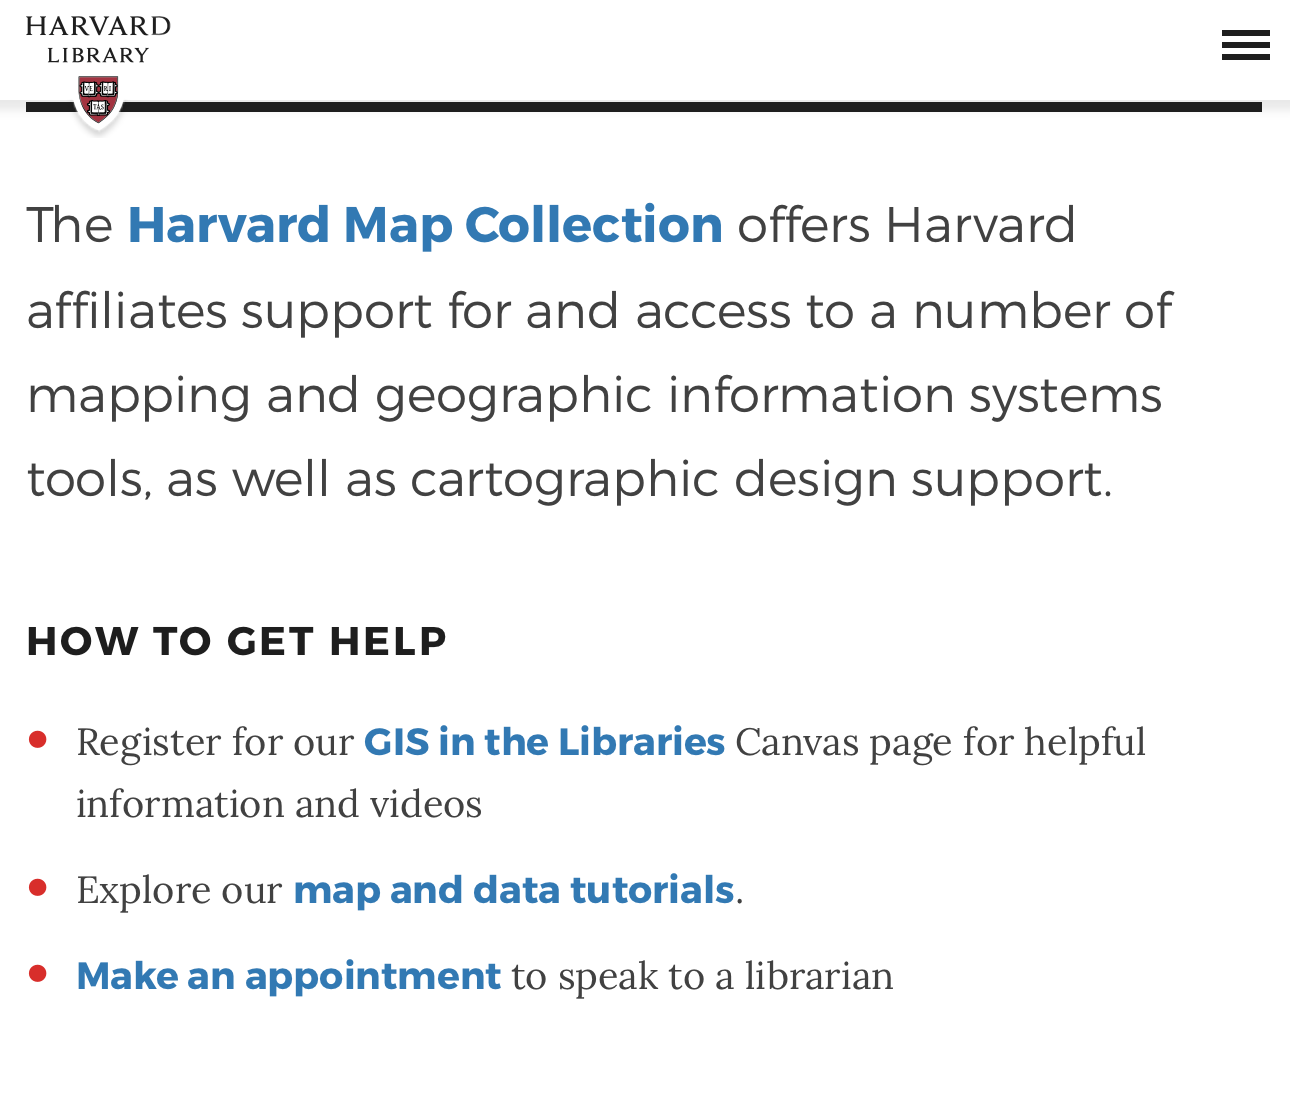 HARVARD
LIBRARY
VE RI
TAS
The Harvard Map Collection offers Harvard
affiliates support for and access to a number of
mapping and geographic information systems
tools, as well as cartographic design support.
HOW TO GET HELP
Register for our GIS in the Libraries Canvas page for helpful
information and videos
Explore our map and data tutorials.
Make an appointment to speak to a librarian